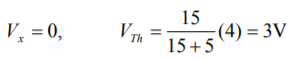 V_x = 0, V_Th = 15/(15+5) (4) = 3V